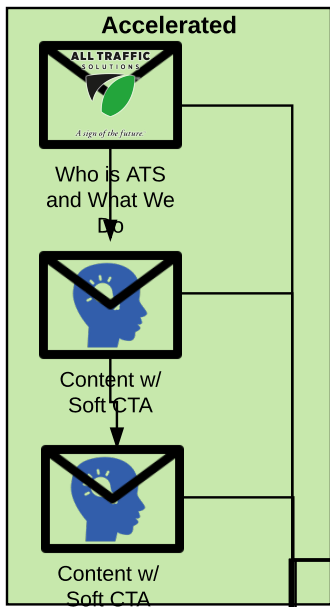 Accelerated
ALL TRAFFIC
SOLUTIONS
A sign of the future.
Who is ATS
and What We
Do
Content w/
Soft CTA
Content w/
Soft CTA